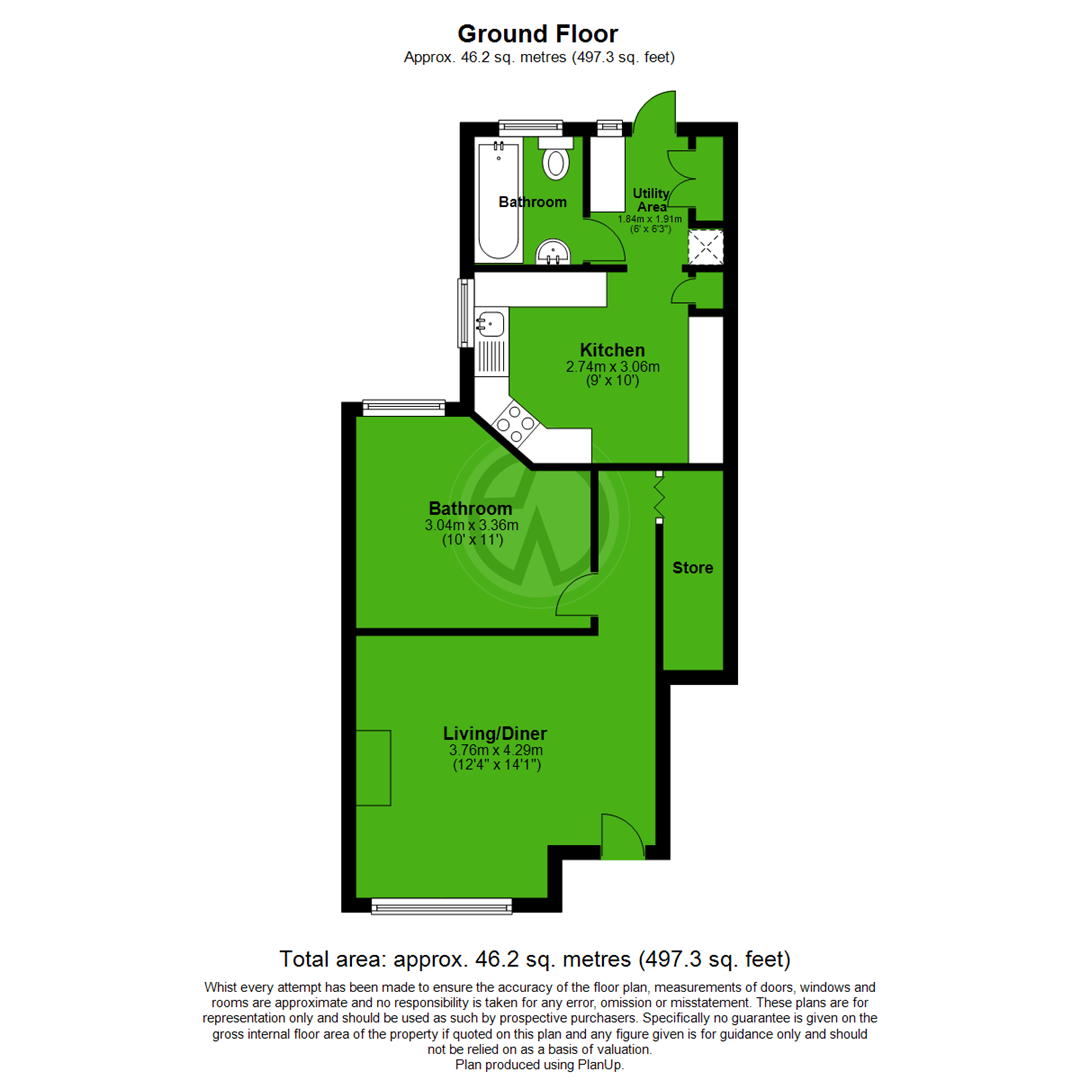 Ground Floor
Approx. 46.2 sq. metres (497.3 sq. feet)
Bathroom
Utility
Area
1.84m x 1.91m
(6' x 6'3")
Kitchen
2.74m x 3.06m
(9' x 10')
Bathroom
3.04m x 3.36m
(10' x 11')
Store
Living/Diner
3.76m x 4.29m
(12'4" x 14'1")
Total area: approx. 46.2 sq. metres (497.3 sq. feet)
Whist every attempt has been made to ensure the accuracy of the floor plan, measurements of doors, windows and
rooms are approximate and no responsibility is taken for any error, omission or misstatement. These plans are for
representation only and should be used as such by prospective purchasers. Specifically no guarantee is given on the
gross internal floor area of the property if quoted on this plan and any figure given is for guidance only and should
not be relied on as a basis of valuation.
Plan produced using PlanUp.